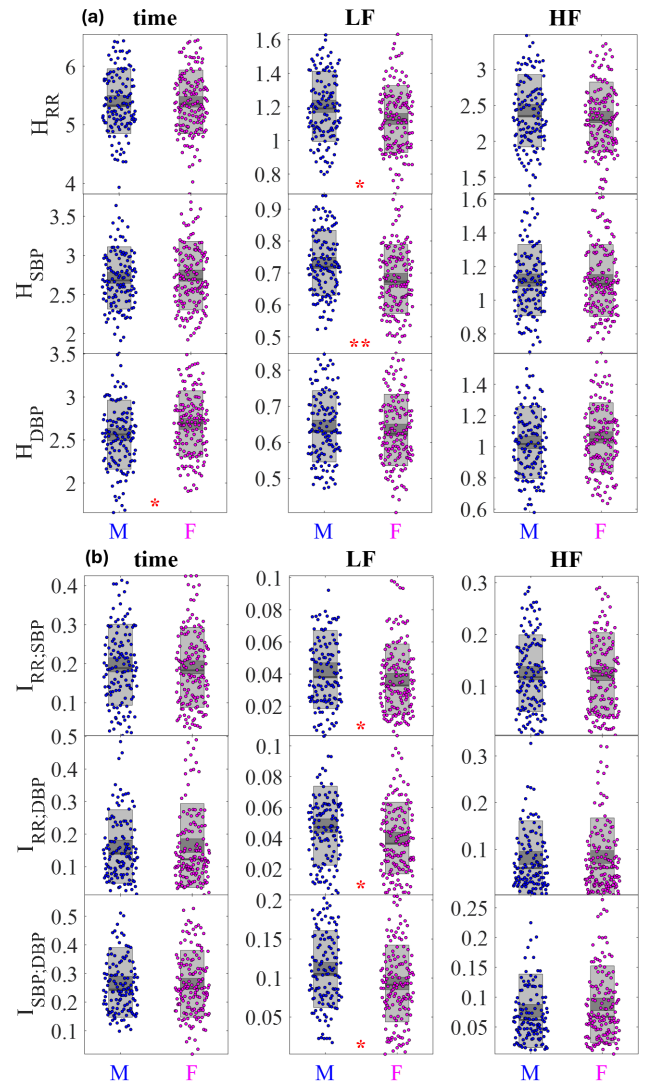 (a) time LF HF
H_RR 6 5 4 1.6 1.4 1.2 1 0.8 3 2.5 2 1.5
H_SBP 3.5 3 2.5 2 0.9 0.8 0.7 0.6 0.5 1.6 1.4 1.2 1 0.8
* **
H_DBP 3.5 3 2.5 2 0.8 0.7 0.6 0.5 1.4 1.2 1 0.8 0.6
*
M F M F M F
(b) time LF HF
I_RR;SBP 0.4 0.3 0.2 0.1 0.1 0.08 0.06 0.04 0.02 0.3 0.2 0.1
*
I_RR;DBP 0.5 0.4 0.3 0.2 0.1 0.1 0.08 0.06 0.04 0.02 0 0.3 0.2 0.1
*
I_SBP;DBP 0.5 0.4 0.3 0.2 0.1 0.2 0.15 0.1 0.05 0.25 0.2 0.15 0.1 0.05
*
M F M F M F